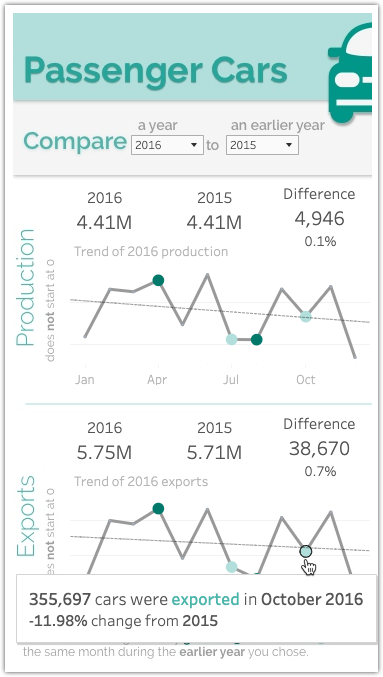 Passenger Cars
a year an earlier year
Compare 2016 to 2015
2016 2015 Difference
4.41M 4.41M 4,946
0.1%
Trend of 2016 production
Production
does not start at 0
Jan Apr Jul Oct
2016 2015 Difference
5.75M 5.71M 38,670
0.7%
Trend of 2016 exports
Exports
es not start at 0
355,697 cars were exported in October 2016
-11.98% change from 2015
the same month during the earlier year you chose.